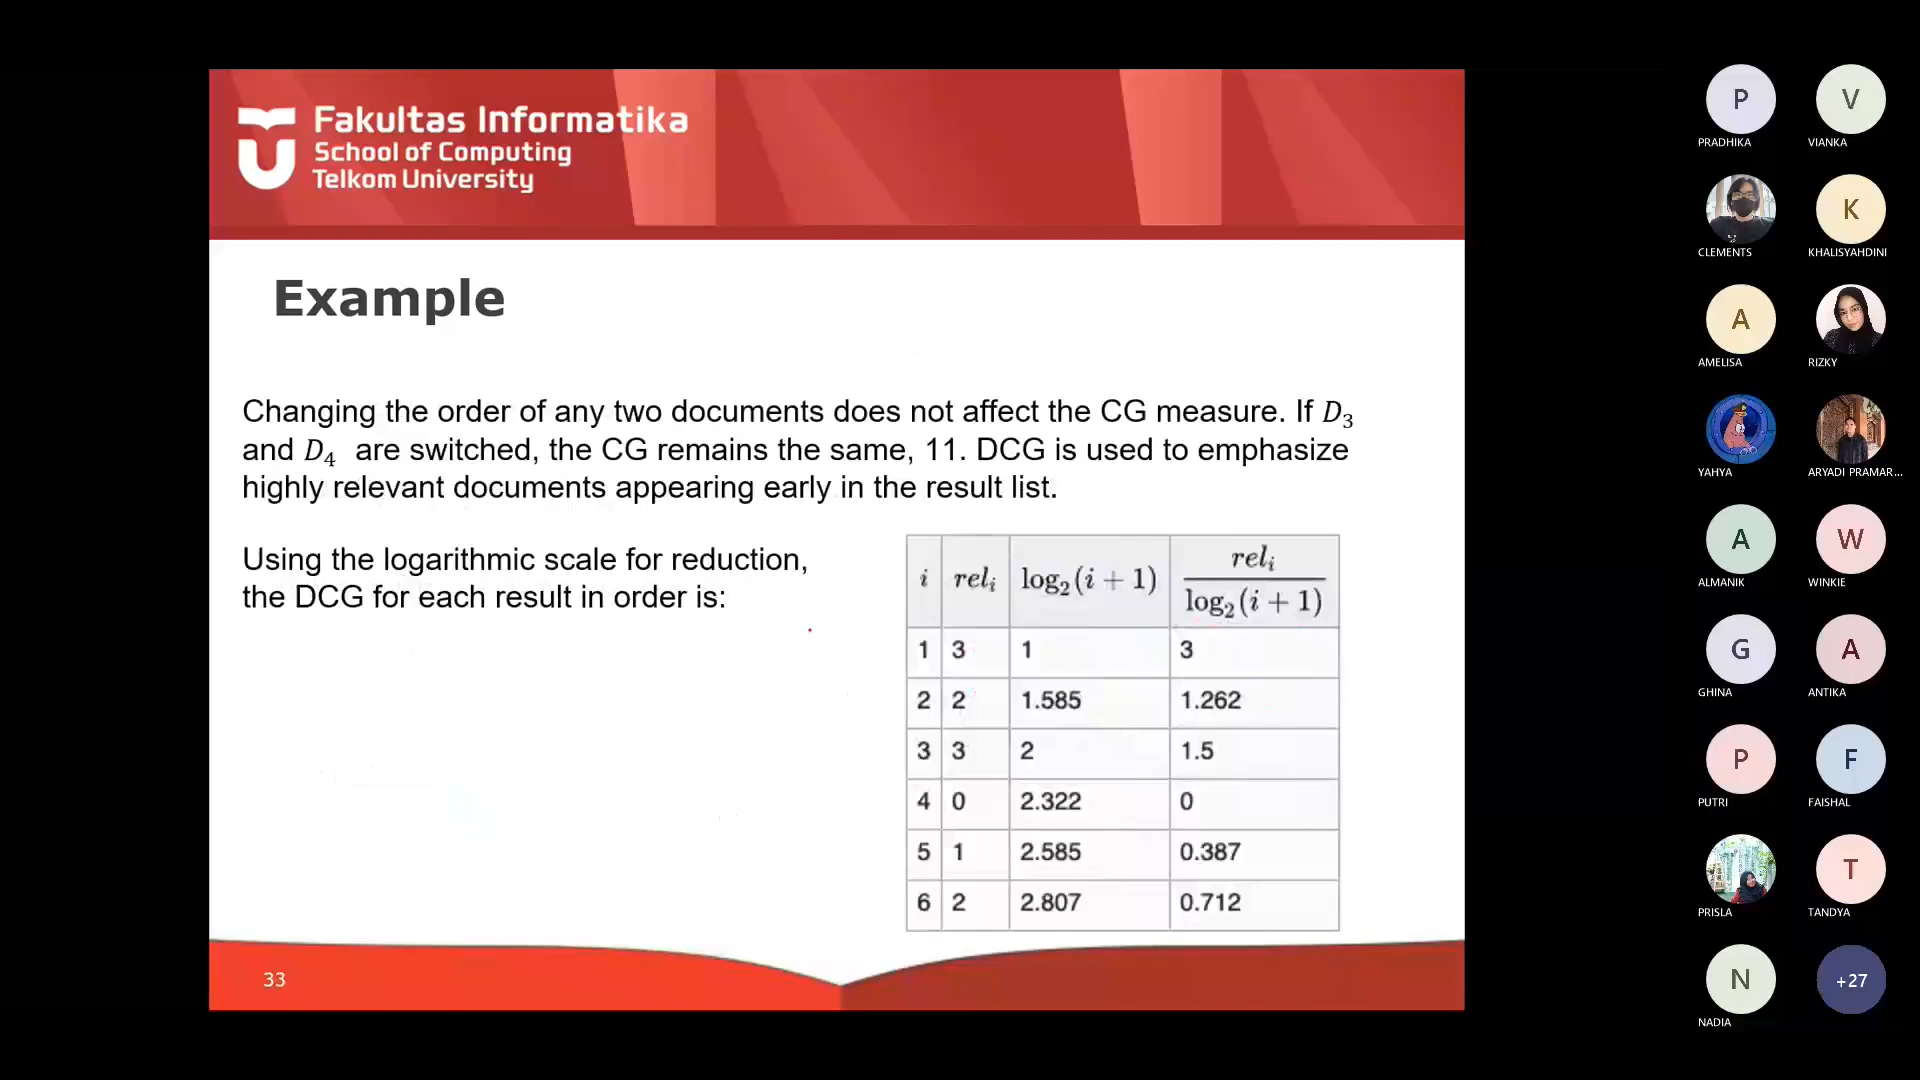 Fakultas Informatika
School of Computing
Telkom University
Example
Changing the order of any two documents does not affect the CG measure. If D₃
and D₄ are switched, the CG remains the same, 11. DCG is used to emphasize
highly relevant documents appearing early in the result list.
Using the logarithmic scale for reduction,
the DCG for each result in order is:
i relᵢ log₂(i + 1) relᵢ / log₂(i + 1)
1 3 1 3
2 2 1.585 1.262
3 3 2 1.5
4 0 2.322 0
5 1 2.585 0.387
6 2 2.807 0.712
33
P V
PRADHIKA VIANKA
K
CLEMENTS KHALISYAHDINI
A
AMELISA RIZKY
YAHYA ARYADI PRAMAR...
A W
ALMANIK WINKIE
G A
GHINA ANTIKA
P F
PUTRI FAISHAL
T
PRISLA TANDYA
N +27
NADIA